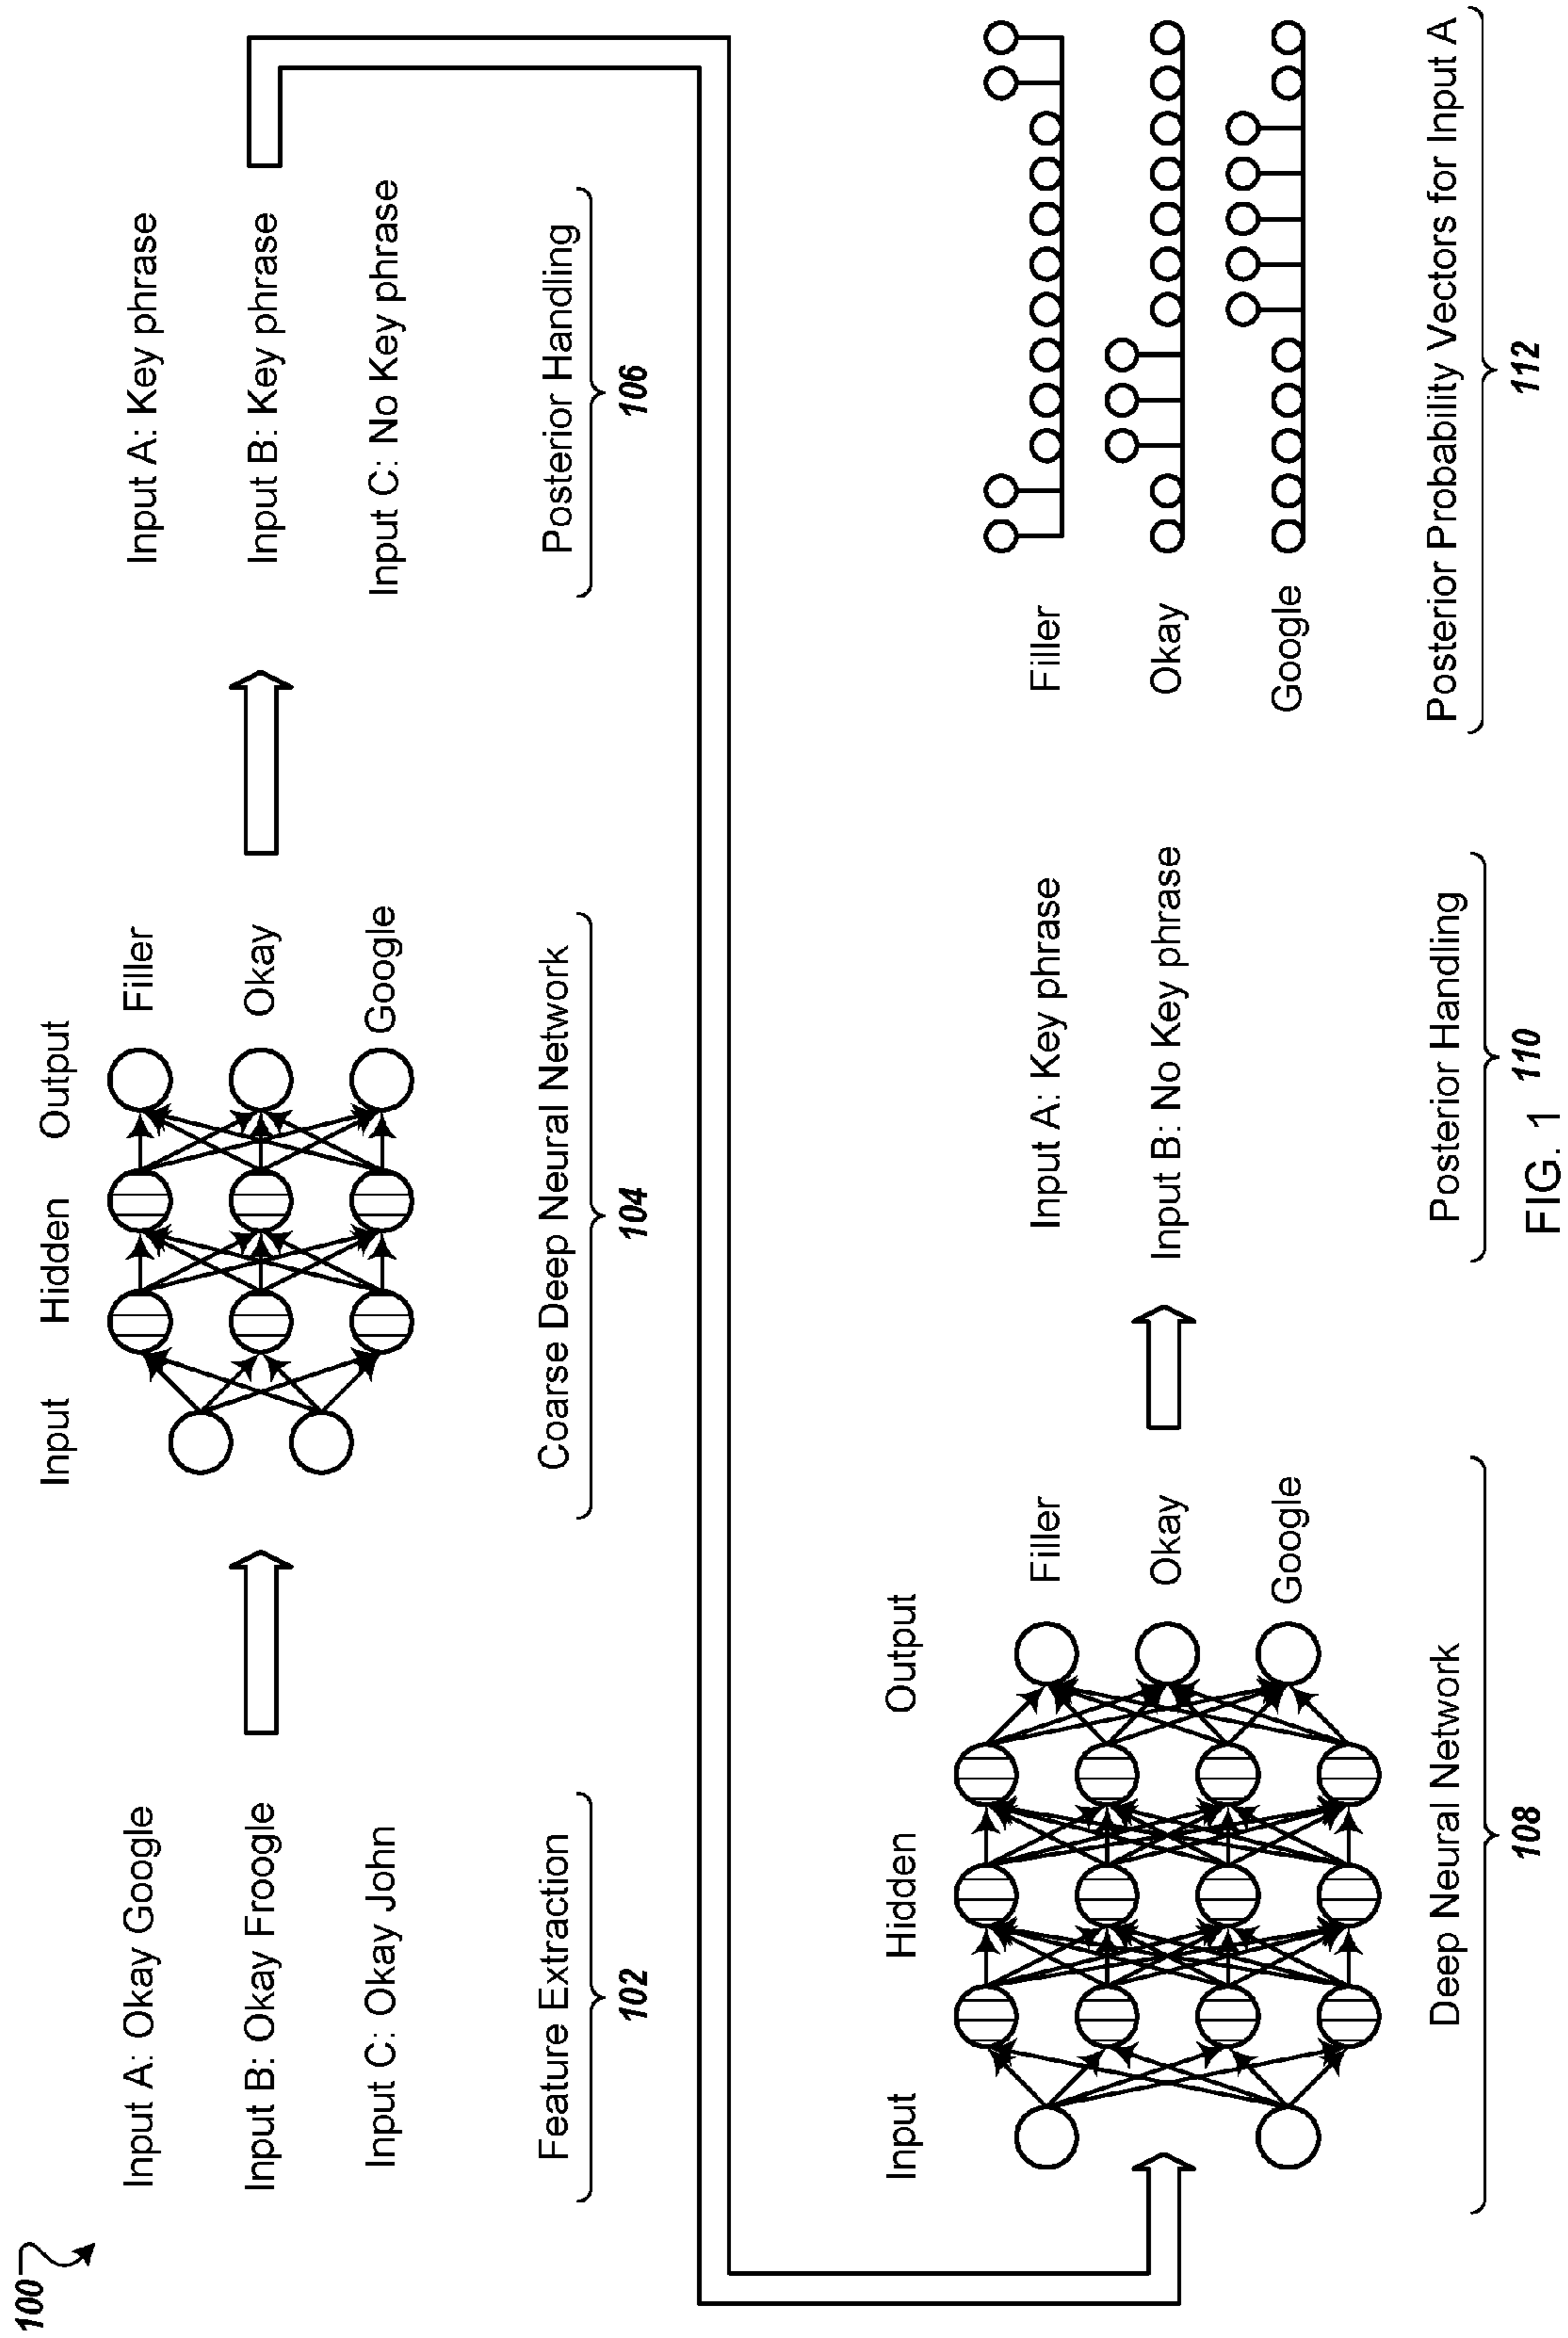 100
Input A: Okay Google
Input B: Okay Froogle
Input C: Okay John
Feature Extraction
102
Input
Hidden
Output
Filler
Okay
Google
Coarse Deep Neural Network
104
Input A: Key phrase
Input B: Key phrase
Input C: No Key phrase
Posterior Handling
106
Input
Hidden
Output
Filler
Okay
Google
Deep Neural Network
108
Input A: Key phrase
Input B: No Key phrase
Posterior Handling
110
Filler
Okay
Google
Posterior Probability Vectors for Input A
112
FIG. 1